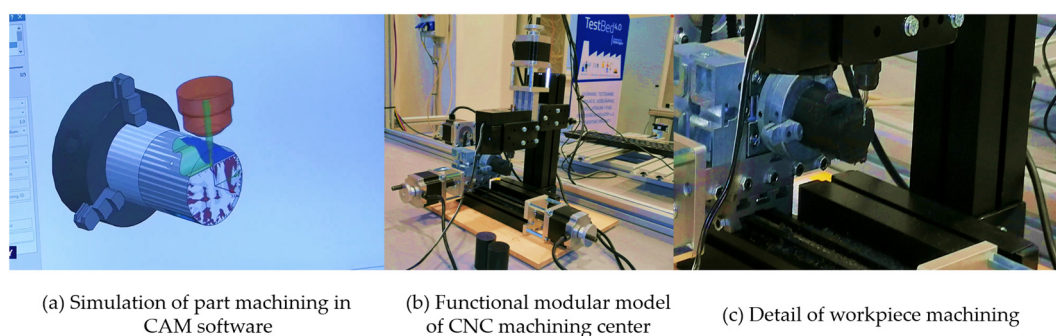 TestBed4.0
(a) Simulation of part machining in
CAM software
(b) Functional modular model
of CNC machining center
(c) Detail of workpiece machining